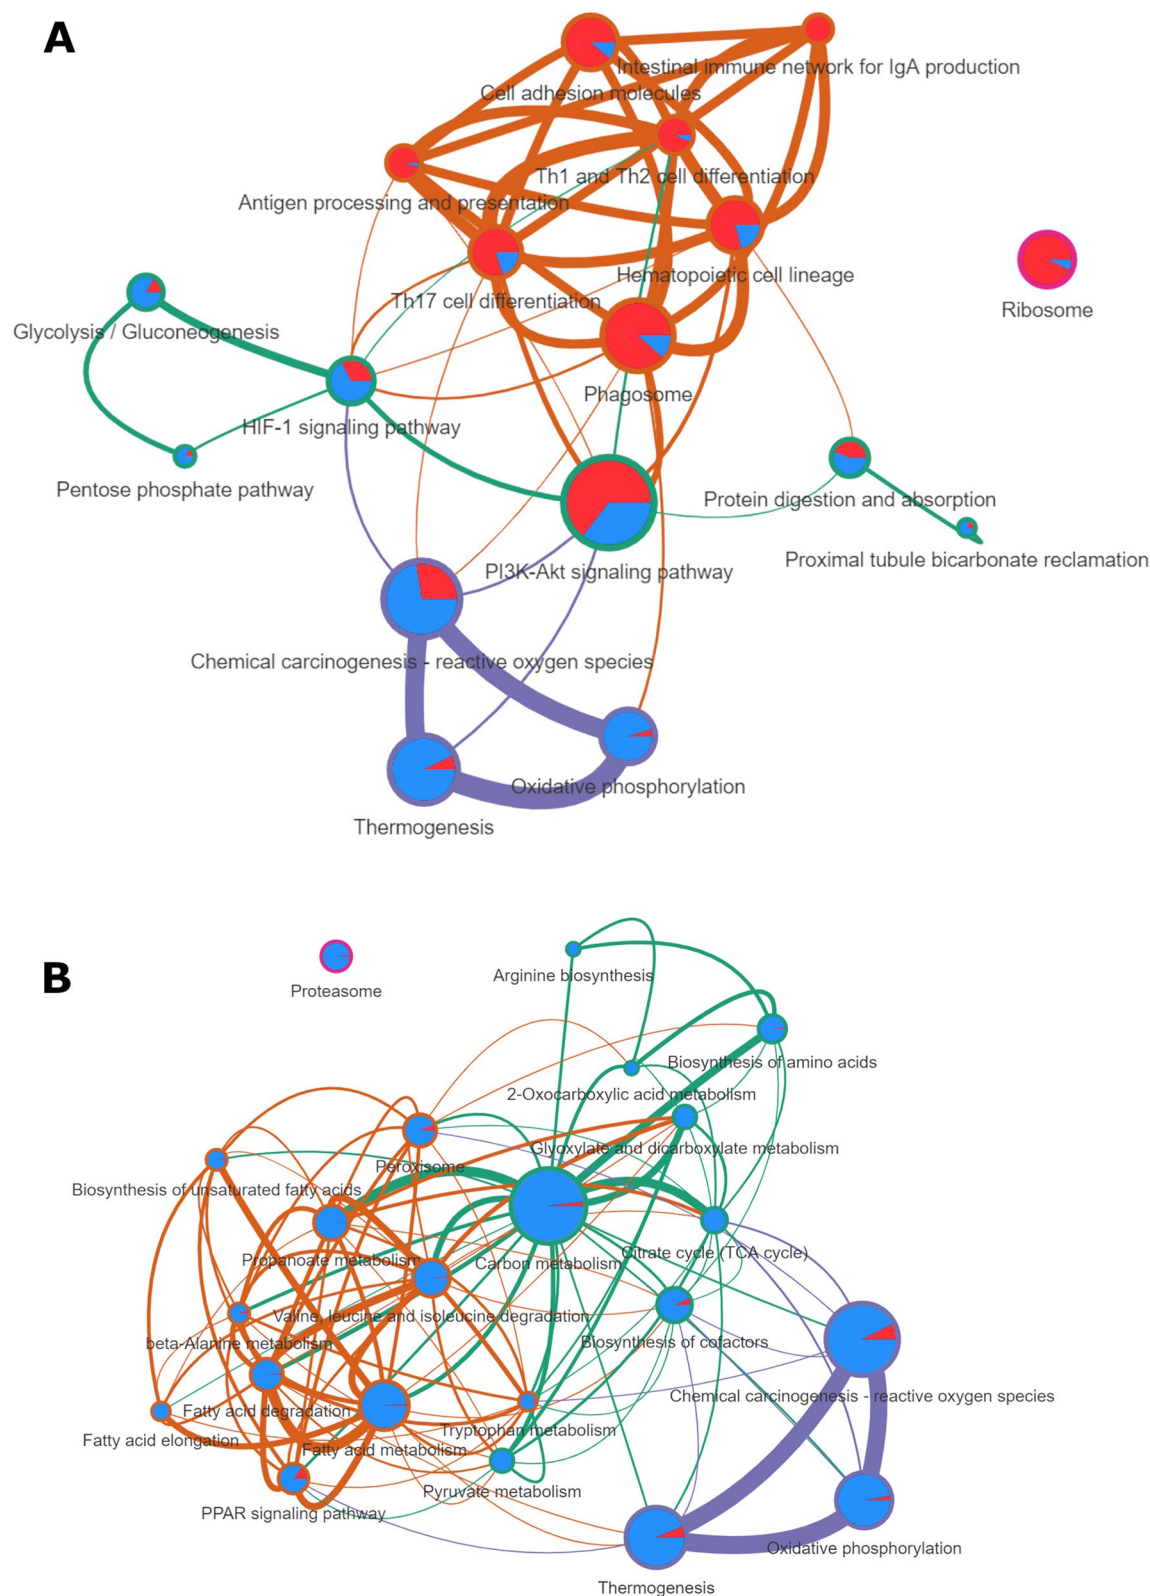 A
Intestinal immune network for IgA production
Cell adhesion molecules
Th1 and Th2 cell differentiation
Antigen processing and presentation
Hematopoietic cell lineage
Th17 cell differentiation
Ribosome
Glycolysis / Gluconeogenesis
Phagosome
HIF-1 signaling pathway
Pentose phosphate pathway
Protein digestion and absorption
Proximal tubule bicarbonate reclamation
PI3K-Akt signaling pathway
Chemical carcinogenesis - reactive oxygen species
Oxidative phosphorylation
Thermogenesis
B
Proteasome
Arginine biosynthesis
Biosynthesis of amino acids
2-Oxocarboxylic acid metabolism
Glyoxylate and dicarboxylate metabolism
Peroxisome
Biosynthesis of unsaturated fatty acids
Citrate cycle (TCA cycle)
Propanoate metabolism
Carbon metabolism
Valine, leucine and isoleucine degradation
beta-Alanine metabolism
Biosynthesis of cofactors
Chemical carcinogenesis - reactive oxygen species
Fatty acid degradation
Tryptophan metabolism
Fatty acid elongation
Fatty acid metabolism
Pyruvate metabolism
PPAR signaling pathway
Oxidative phosphorylation
Thermogenesis